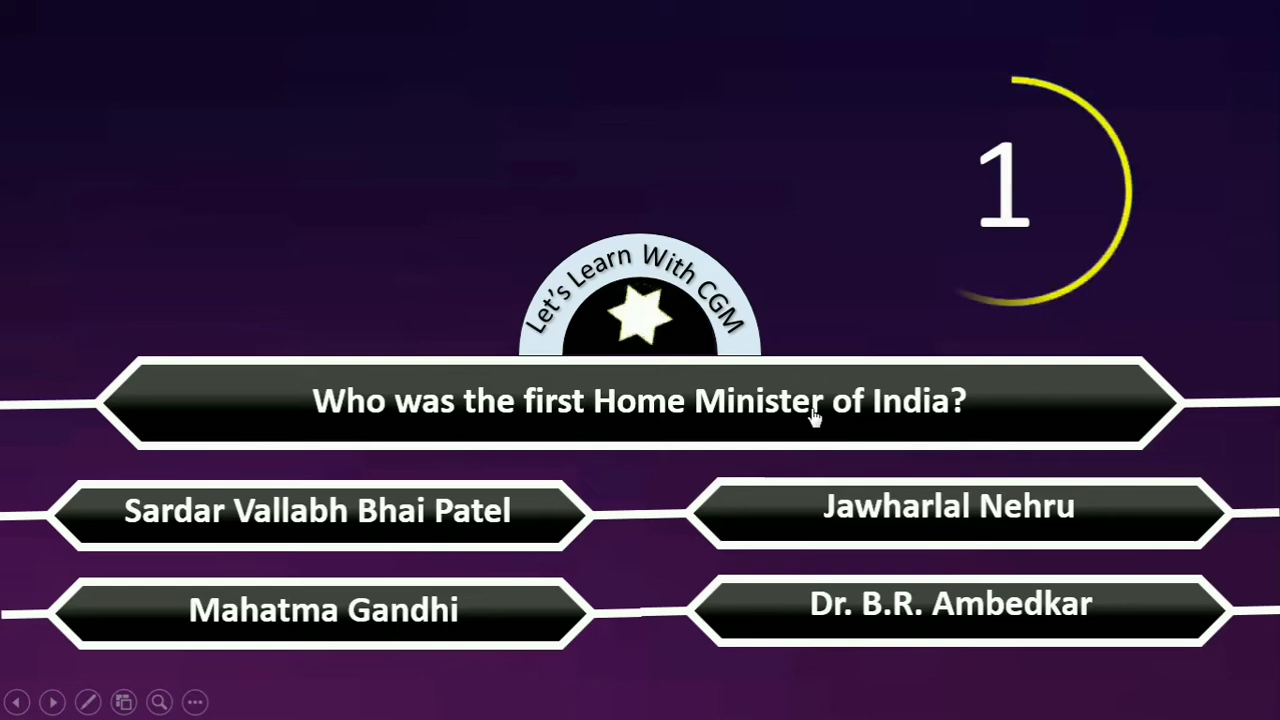 1
Let's Learn With CGM
Who was the first Home Minister of India?
Sardar Vallabh Bhai Patel
Jawharlal Nehru
Mahatma Gandhi
Dr. B.R. Ambedkar